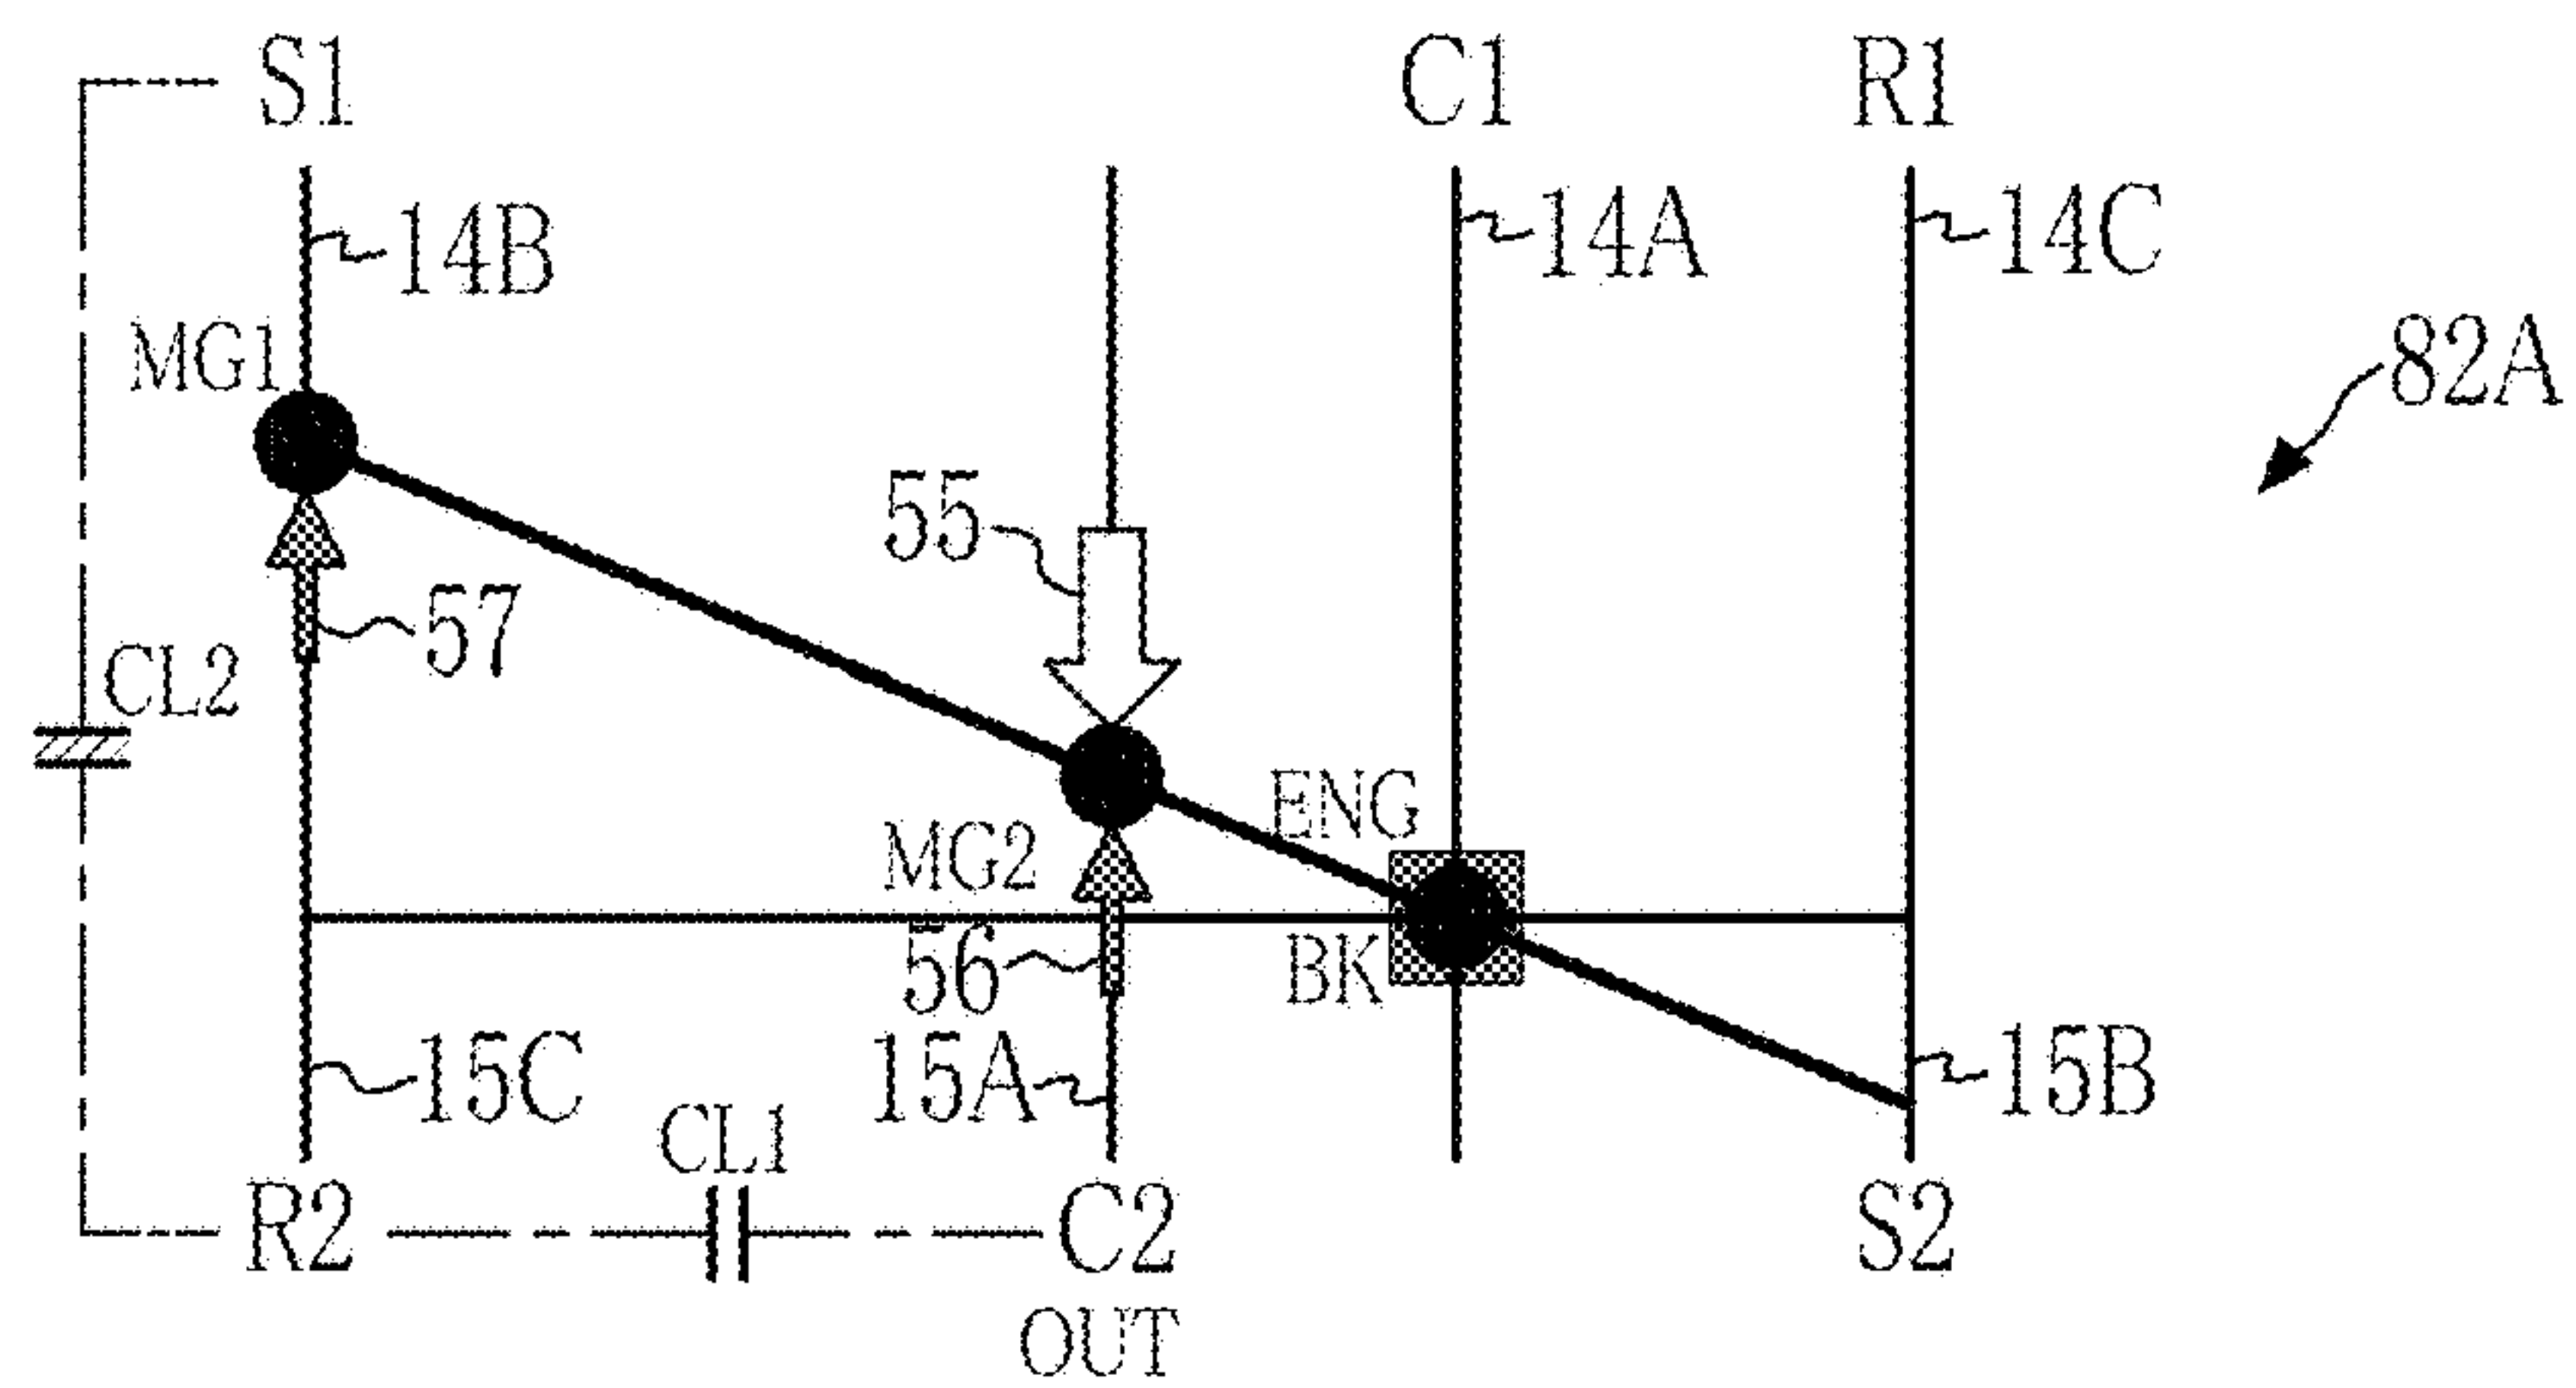 S1 C1 R1
14B 14A 14C
MG1 82A
55
57
CL2
ENG
MG2
56 BK
15C 15A 15B
CL1
R2 C2 S2
OUT